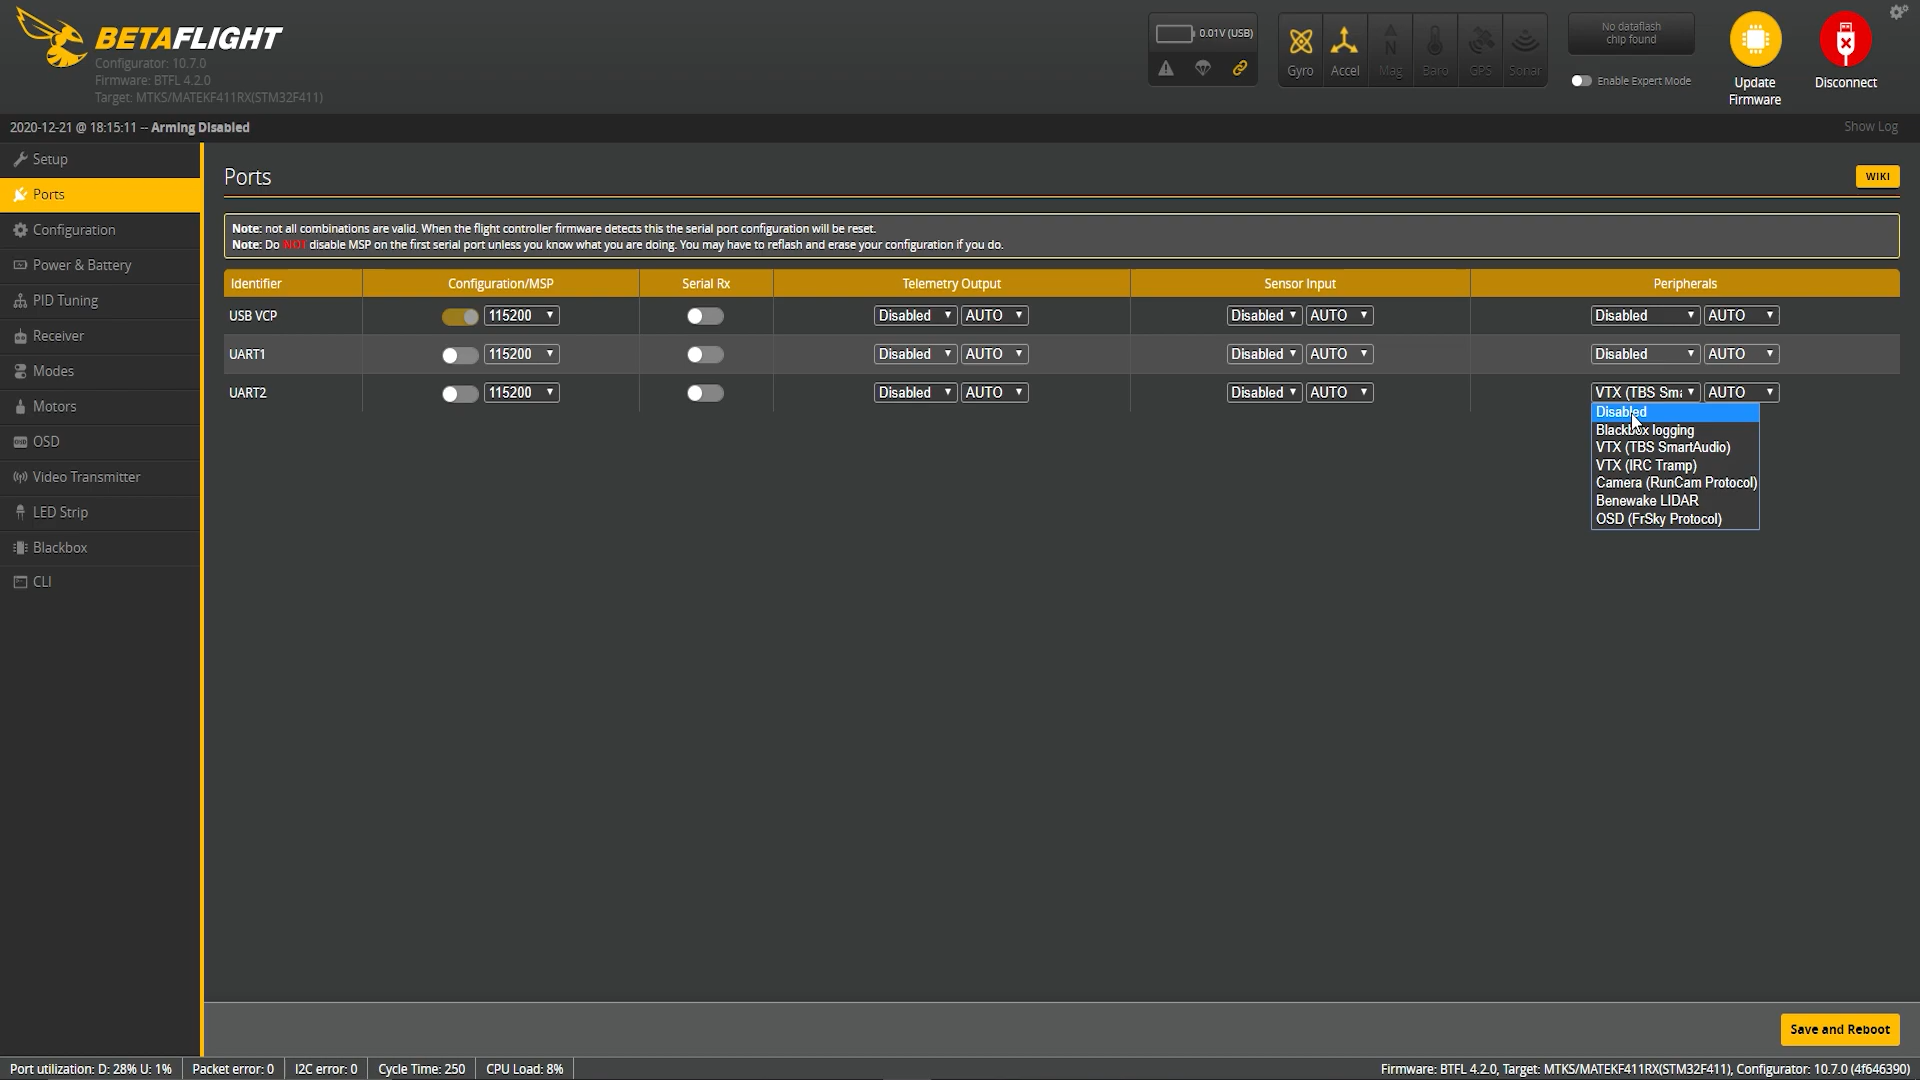 BETAFLIGHT
Configurator: 10.7.0
Firmware: BTFL 4.2.0
Target: MTKS/MATEKF411RX(STM32F411)
0.01V (USB)
Gyro
Accel
Mag
Baro
GPS
Sonar
No dataflash
chip found
Enable Expert Mode
Update
Firmware
Disconnect
2020-12-21 @ 18:15:11 -- Arming Disabled
Show Log
Setup
Ports
Configuration
Power & Battery
PID Tuning
Receiver
Modes
Motors
OSD
Video Transmitter
LED Strip
Blackbox
CLI
Ports
WIKI
Note: not all combinations are valid. When the flight controller firmware detects this the serial port configuration will be reset.
Note: Do NOT disable MSP on the first serial port unless you know what you are doing. You may have to reflash and erase your configuration if you do.
Identifier Configuration/MSP Serial Rx Telemetry Output Sensor Input Peripherals
USB VCP 115200 Disabled AUTO Disabled AUTO Disabled AUTO
UART1 115200 Disabled AUTO Disabled AUTO Disabled AUTO
UART2 115200 Disabled AUTO Disabled AUTO VTX (TBS Sma AUTO
Disabled
Blackbox logging
VTX (TBS SmartAudio)
VTX (IRC Tramp)
Camera (RunCam Protocol)
Benewake LIDAR
OSD (FrSky Protocol)
Save and Reboot
Port utilization: D: 28% U: 1% Packet error: 0 I2C error: 0 Cycle Time: 250 CPU Load: 8% Firmware: BTFL 4.2.0, Target: MTKS/MATEKF411RX(STM32F411), Configurator: 10.7.0 (4f646390)